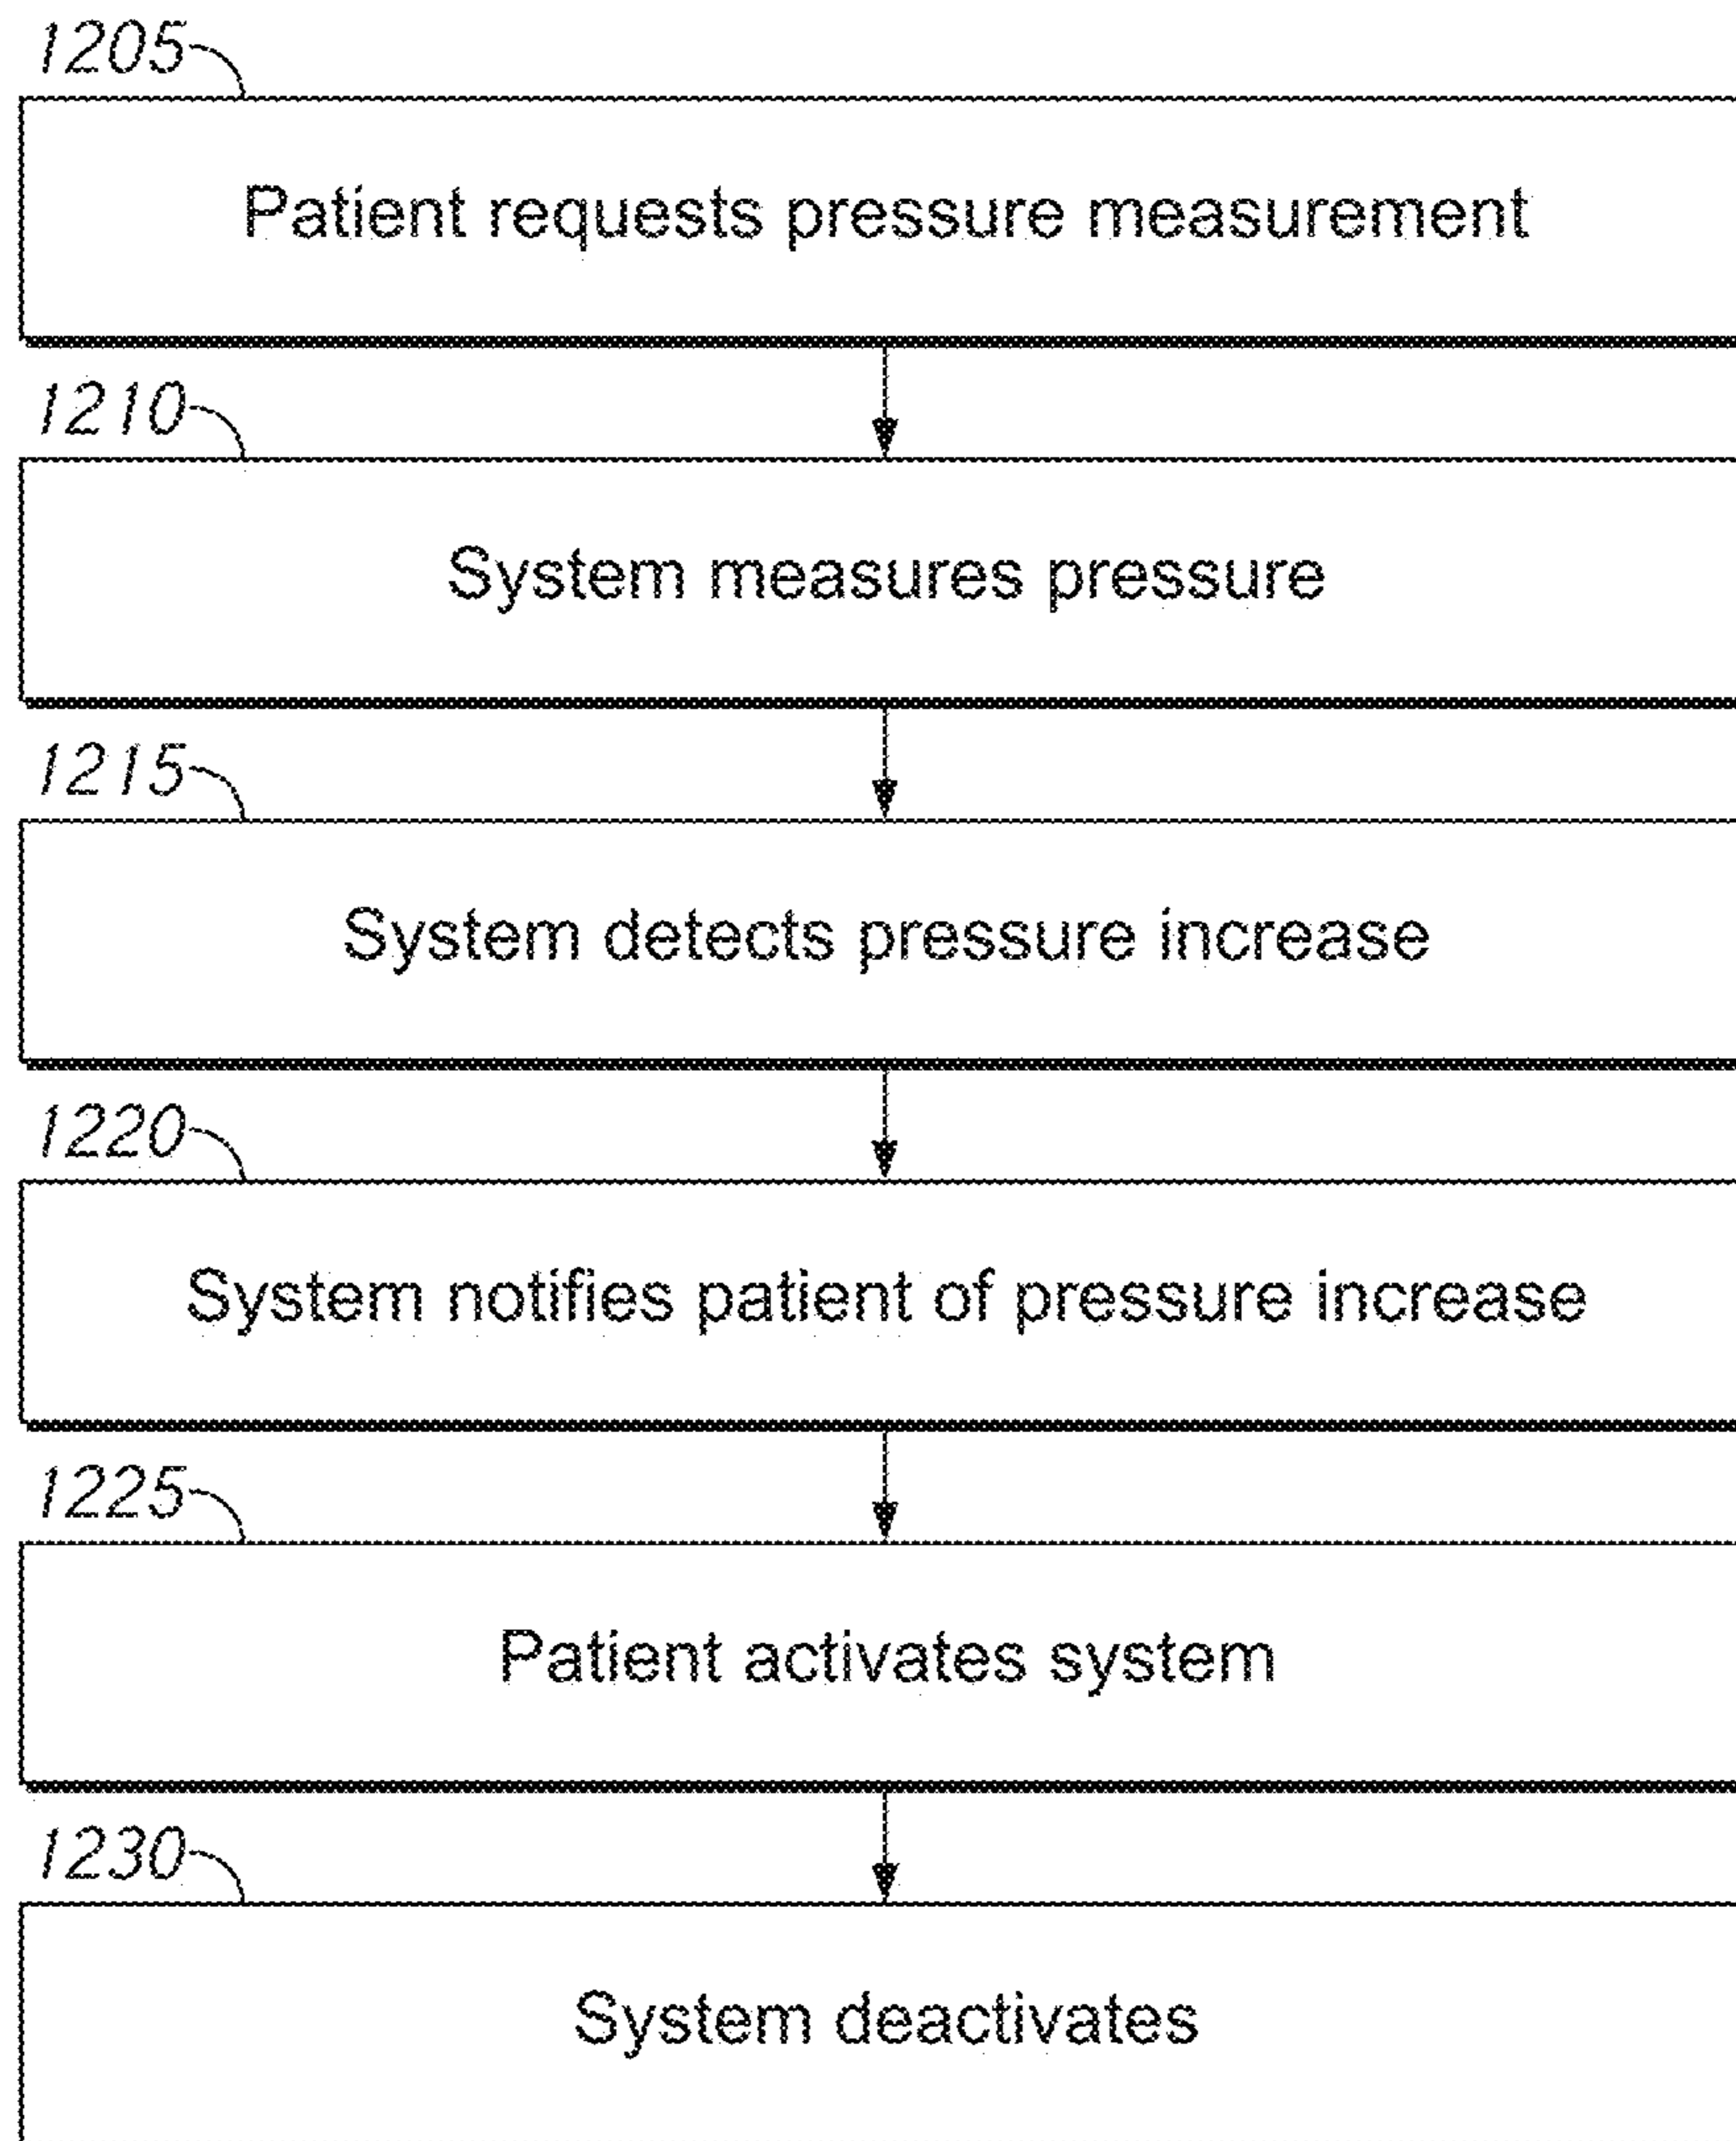 1205
Patient requests pressure measurement
1210
System measures pressure
1215
System detects pressure increase
1220
System notifies patient of pressure increase
1225
Patient activates system
1230
System deactivates